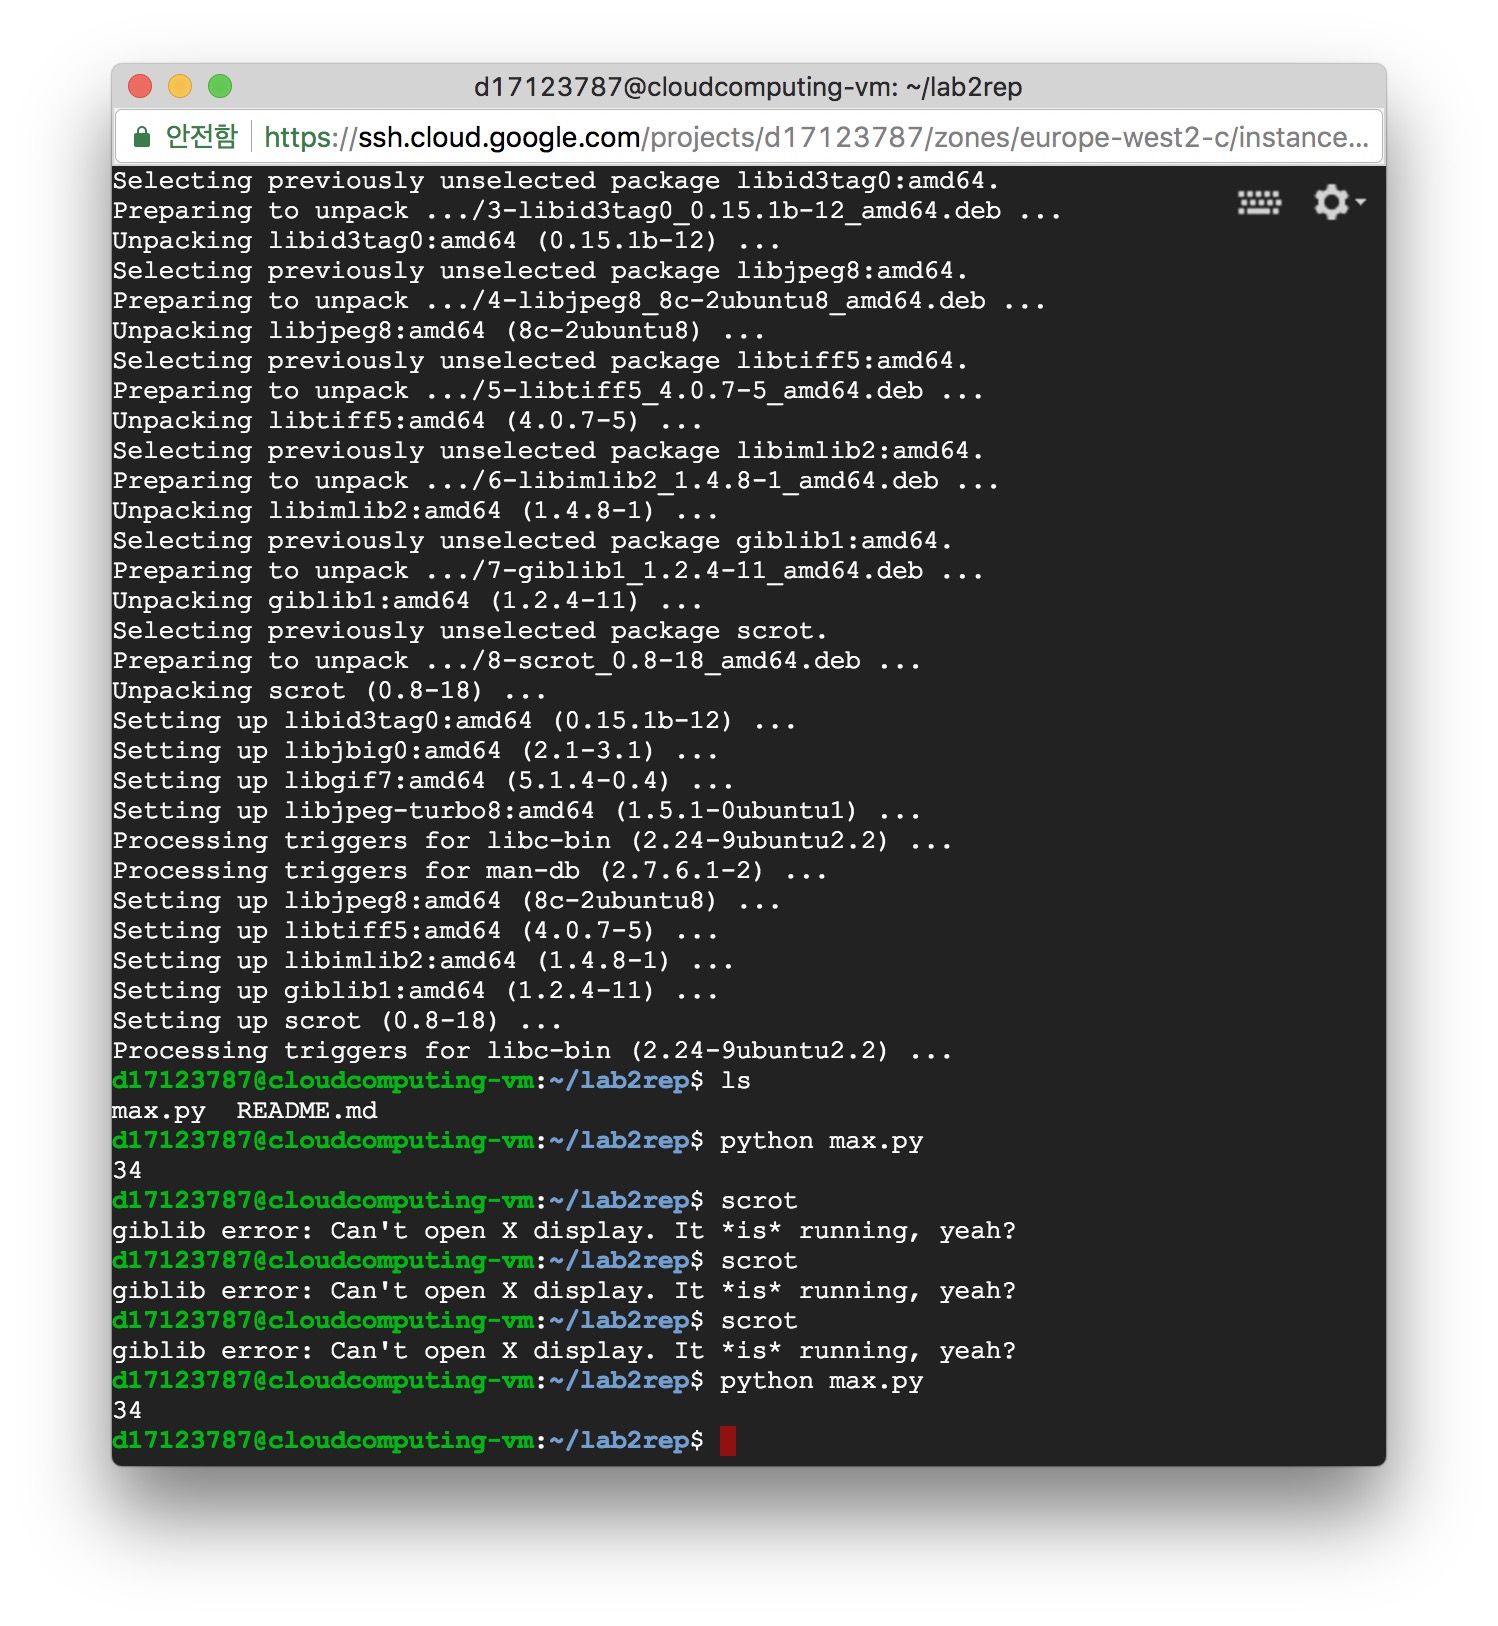 d17123787@cloudcomputing-vm: ~/lab2rep
안전함 https://ssh.cloud.google.com/projects/d17123787/zones/europe-west2-c/instance...
Selecting previously unselected package libid3tag0:amd64.
Preparing to unpack .../3-libid3tag0_0.15.1b-12_amd64.deb ...
Unpacking libid3tag0:amd64 (0.15.1b-12) ...
Selecting previously unselected package libjpeg8:amd64.
Preparing to unpack .../4-libjpeg8_8c-2ubuntu8_amd64.deb ...
Unpacking libjpeg8:amd64 (8c-2ubuntu8) ...
Selecting previously unselected package libtiff5:amd64.
Preparing to unpack .../5-libtiff5_4.0.7-5_amd64.deb ...
Unpacking libtiff5:amd64 (4.0.7-5) ...
Selecting previously unselected package libimlib2:amd64.
Preparing to unpack .../6-libimlib2_1.4.8-1_amd64.deb ...
Unpacking libimlib2:amd64 (1.4.8-1) ...
Selecting previously unselected package giblib1:amd64.
Preparing to unpack .../7-giblib1_1.2.4-11_amd64.deb ...
Unpacking giblib1:amd64 (1.2.4-11) ...
Selecting previously unselected package scrot.
Preparing to unpack .../8-scrot_0.8-18_amd64.deb ...
Unpacking scrot (0.8-18) ...
Setting up libid3tag0:amd64 (0.15.1b-12) ...
Setting up libjbig0:amd64 (2.1-3.1) ...
Setting up libgif7:amd64 (5.1.4-0.4) ...
Setting up libjpeg-turbo8:amd64 (1.5.1-0ubuntu1) ...
Processing triggers for libc-bin (2.24-9ubuntu2.2) ...
Processing triggers for man-db (2.7.6.1-2) ...
Setting up libjpeg8:amd64 (8c-2ubuntu8) ...
Setting up libtiff5:amd64 (4.0.7-5) ...
Setting up libimlib2:amd64 (1.4.8-1) ...
Setting up giblib1:amd64 (1.2.4-11) ...
Setting up scrot (0.8-18) ...
Processing triggers for libc-bin (2.24-9ubuntu2.2) ...
d17123787@cloudcomputing-vm:~/lab2rep$ ls
max.py  README.md
d17123787@cloudcomputing-vm:~/lab2rep$ python max.py
34
d17123787@cloudcomputing-vm:~/lab2rep$ scrot
giblib error: Can't open X display. It *is* running, yeah?
d17123787@cloudcomputing-vm:~/lab2rep$ scrot
giblib error: Can't open X display. It *is* running, yeah?
d17123787@cloudcomputing-vm:~/lab2rep$ scrot
giblib error: Can't open X display. It *is* running, yeah?
d17123787@cloudcomputing-vm:~/lab2rep$ python max.py
34
d17123787@cloudcomputing-vm:~/lab2rep$